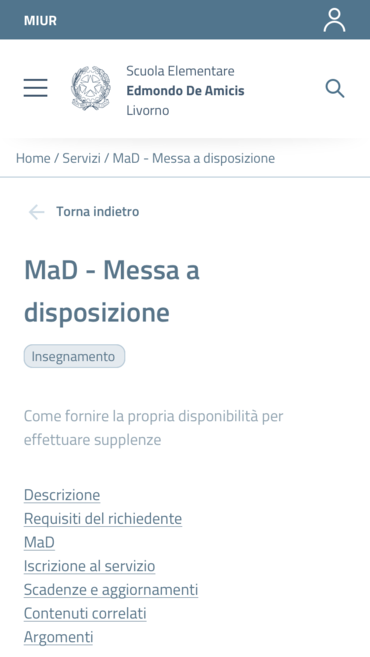 MIUR
Scuola Elementare
Edmondo De Amicis
Livorno
Home / Servizi / MaD - Messa a disposizione
Torna indietro
MaD - Messa a
disposizione
Insegnamento
Come fornire la propria disponibilità per
effettuare supplenze
Descrizione
Requisiti del richiedente
MaD
Iscrizione al servizio
Scadenze e aggiornamenti
Contenuti correlati
Argomenti